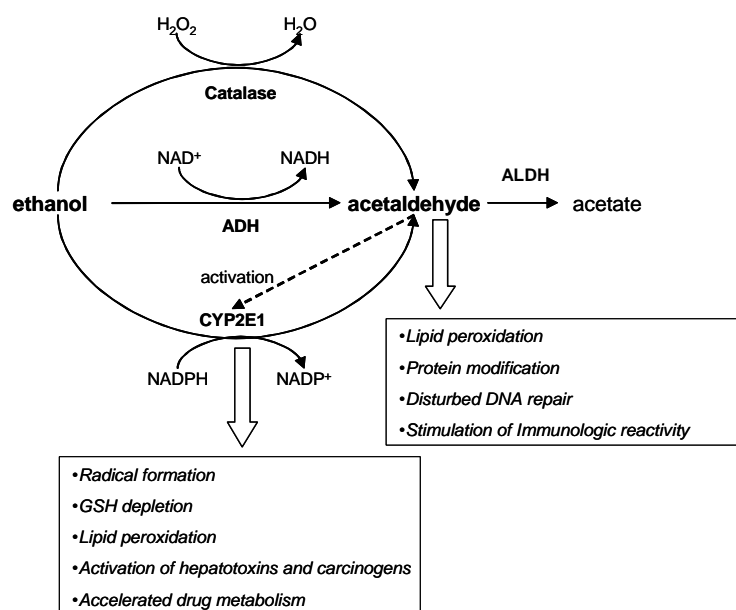 H₂O₂ H₂O
Catalase
NAD⁺ NADH
ethanol ADH acetaldehyde ALDH acetate
activation
CYP2E1
NADPH NADP⁺
•Lipid peroxidation
•Protein modification
•Disturbed DNA repair
•Stimulation of Immunologic reactivity
•Radical formation
•GSH depletion
•Lipid peroxidation
•Activation of hepatotoxins and carcinogens
•Accelerated drug metabolism